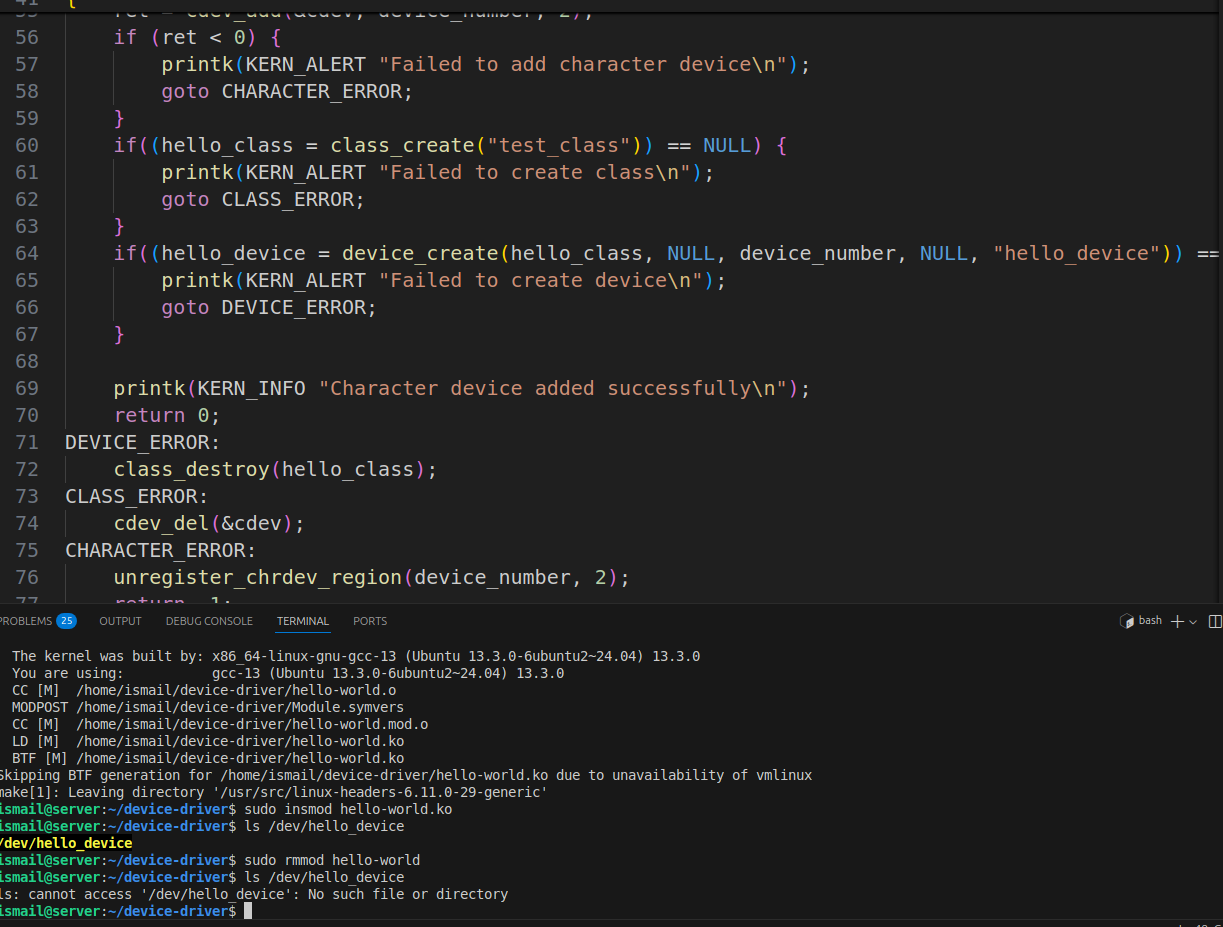 41 {
55 ret = cdev_add(&cdev, device_number, 2);
56 if (ret < 0) {
57 printk(KERN_ALERT "Failed to add character device\n");
58 goto CHARACTER_ERROR;
59 }
60 if((hello_class = class_create("test_class")) == NULL) {
61 printk(KERN_ALERT "Failed to create class\n");
62 goto CLASS_ERROR;
63 }
64 if((hello_device = device_create(hello_class, NULL, device_number, NULL, "hello_device")) ==
65 printk(KERN_ALERT "Failed to create device\n");
66 goto DEVICE_ERROR;
67 }
68
69 printk(KERN_INFO "Character device added successfully\n");
70 return 0;
71 DEVICE_ERROR:
72 class_destroy(hello_class);
73 CLASS_ERROR:
74 cdev_del(&cdev);
75 CHARACTER_ERROR:
76 unregister_chrdev_region(device_number, 2);
77 return -1;
PROBLEMS 25 OUTPUT DEBUG CONSOLE TERMINAL PORTS bash
The kernel was built by: x86_64-linux-gnu-gcc-13 (Ubuntu 13.3.0-6ubuntu2~24.04) 13.3.0
You are using: gcc-13 (Ubuntu 13.3.0-6ubuntu2~24.04) 13.3.0
CC [M] /home/ismail/device-driver/hello-world.o
MODPOST /home/ismail/device-driver/Module.symvers
CC [M] /home/ismail/device-driver/hello-world.mod.o
LD [M] /home/ismail/device-driver/hello-world.ko
BTF [M] /home/ismail/device-driver/hello-world.ko
Skipping BTF generation for /home/ismail/device-driver/hello-world.ko due to unavailability of vmlinux
make[1]: Leaving directory '/usr/src/linux-headers-6.11.0-29-generic'
ismail@server:~/device-driver$ sudo insmod hello-world.ko
ismail@server:~/device-driver$ ls /dev/hello_device
/dev/hello_device
ismail@server:~/device-driver$ sudo rmmod hello-world
ismail@server:~/device-driver$ ls /dev/hello_device
ls: cannot access '/dev/hello_device': No such file or directory
ismail@server:~/device-driver$